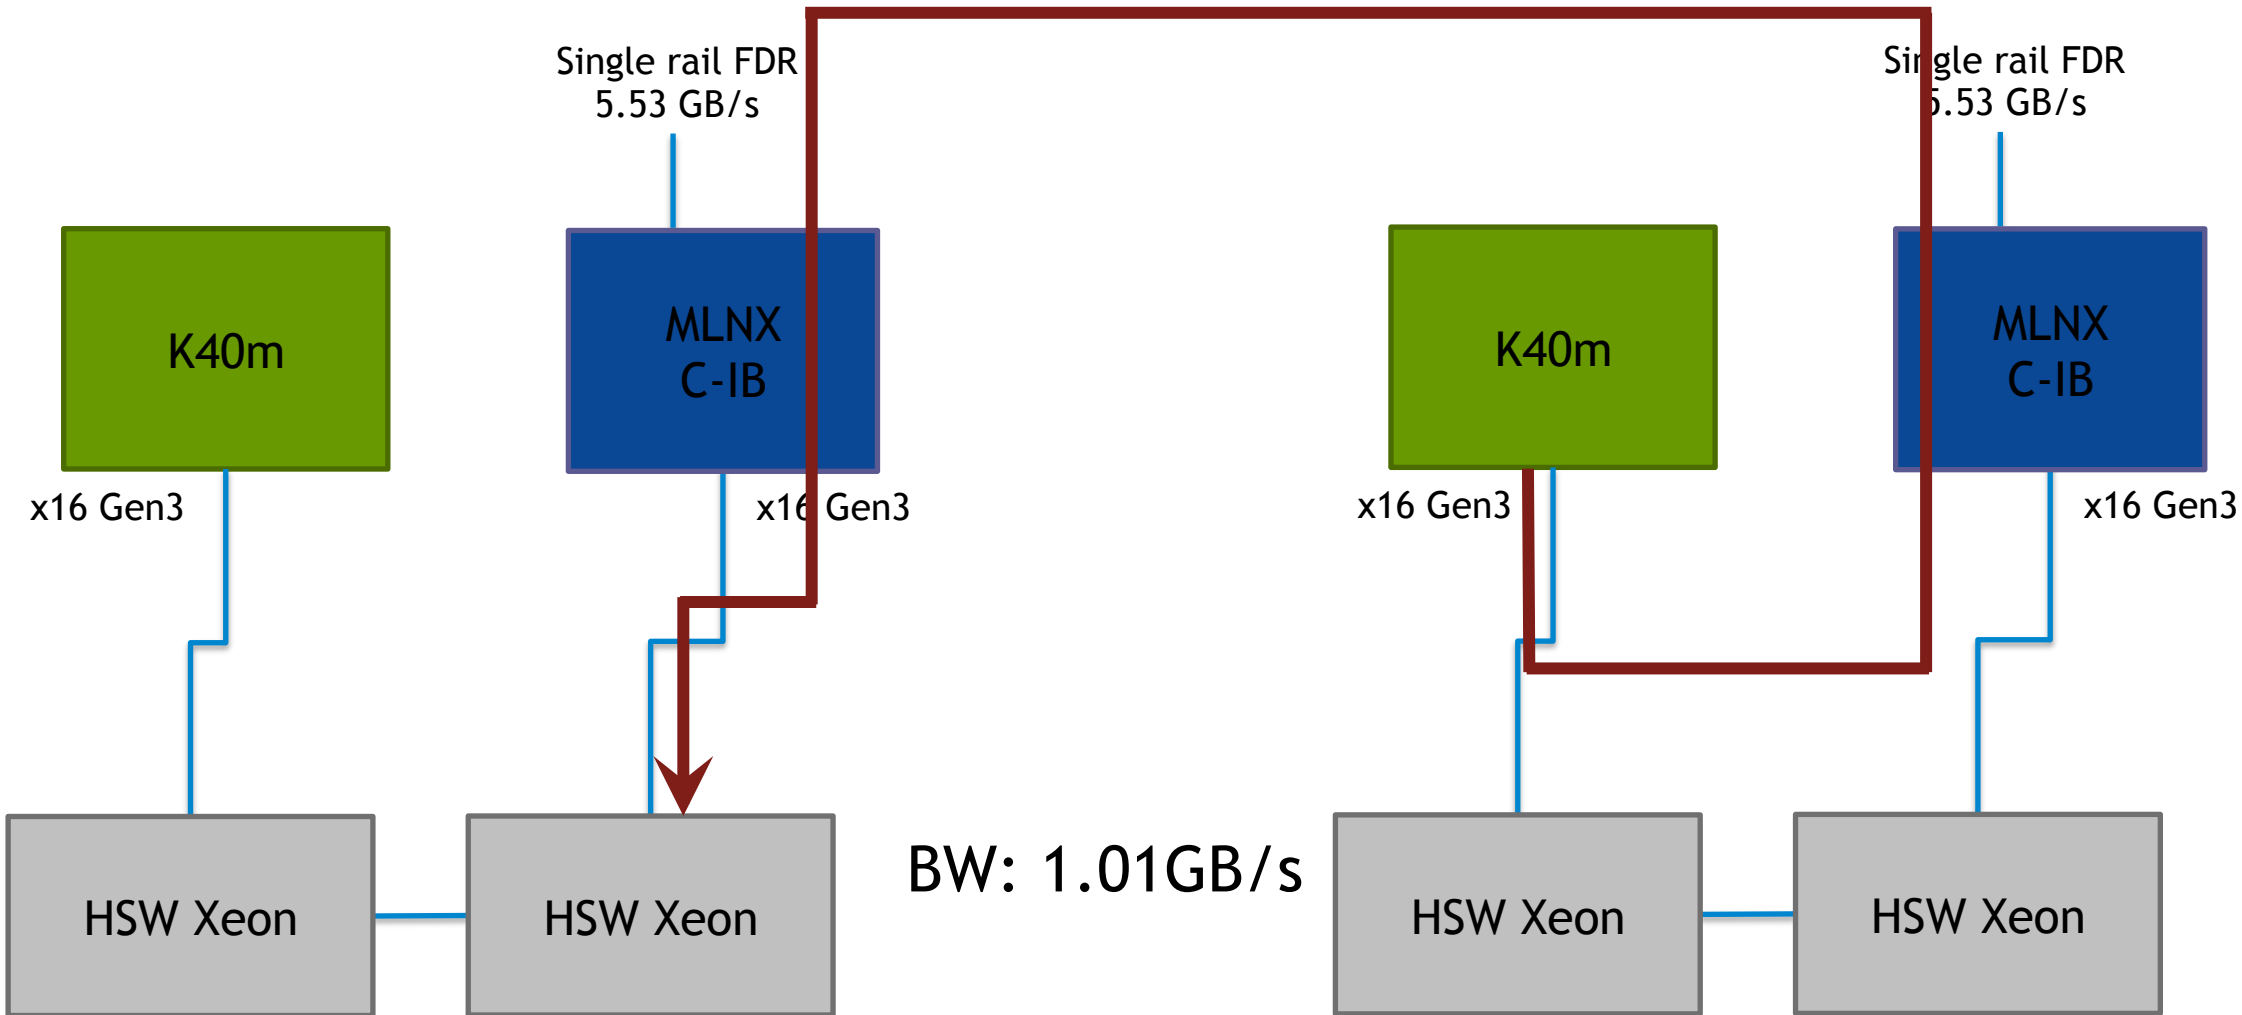 Single rail FDR
5.53 GB/s
Single rail FDR
5.53 GB/s
K40m
MLNX
C-IB
K40m
MLNX
C-IB
x16 Gen3
x16 Gen3
x16 Gen3
x16 Gen3
BW: 1.01GB/s
HSW Xeon
HSW Xeon
HSW Xeon
HSW Xeon